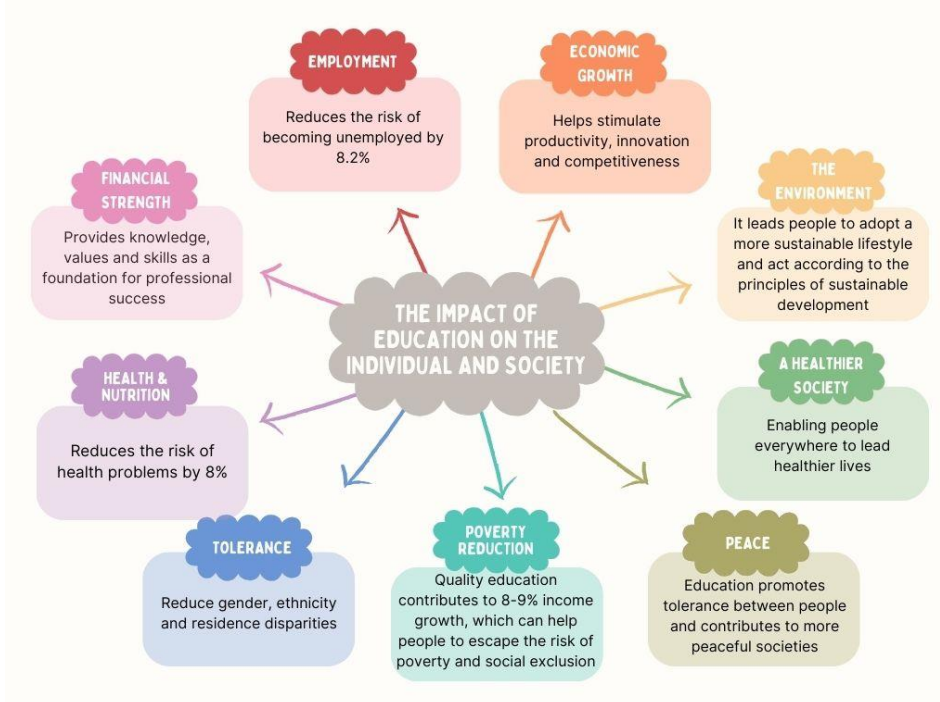 EMPLOYMENT
Reduces the risk of
becoming unemployed by
8.2%
ECONOMIC
GROWTH
Helps stimulate
productivity, innovation
and competitiveness
FINANCIAL
STRENGTH
Provides knowledge,
values and skills as a
foundation for professional
success
THE
ENVIRONMENT
It leads people to adopt a
more sustainable lifestyle
and act according to the
principles of sustainable
development
THE IMPACT OF
EDUCATION ON THE
INDIVIDUAL AND SOCIETY
HEALTH &
NUTRITION
Reduces the risk of
health problems by 8%
A HEALTHIER
SOCIETY
Enabling people
everywhere to lead
healthier lives
TOLERANCE
Reduce gender, ethnicity
and residence disparities
POVERTY
REDUCTION
Quality education
contributes to 8-9% income
growth, which can help
people to escape the risk of
poverty and social exclusion
PEACE
Education promotes
tolerance between people
and contributes to more
peaceful societies